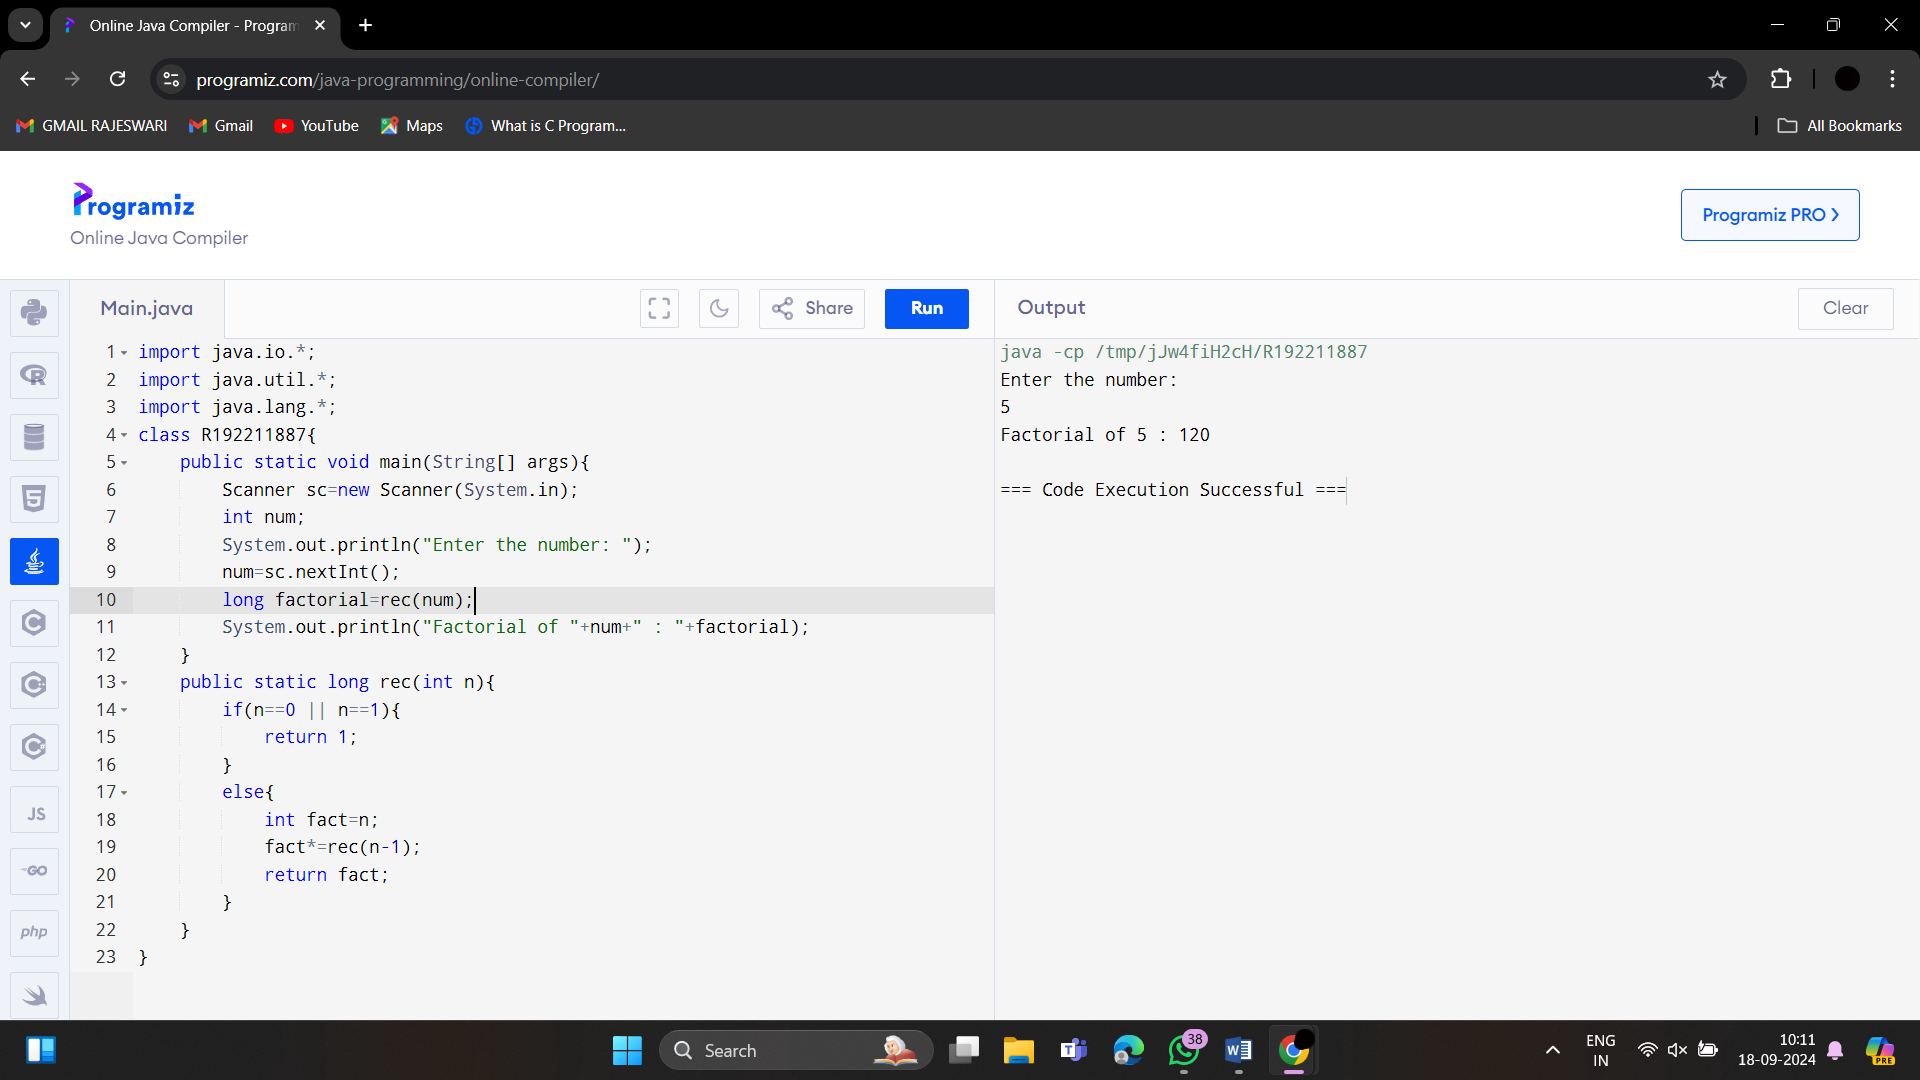 Online Java Compiler - Program
programiz.com/java-programming/online-compiler/
GMAIL RAJESWARI
Gmail
YouTube
Maps
What is C Program...
All Bookmarks
Programiz
Online Java Compiler
Programiz PRO
Main.java
Share
Run
Output
Clear
1 import java.io.*;
2 import java.util.*;
3 import java.lang.*;
4 class R192211887{
5     public static void main(String[] args){
6         Scanner sc=new Scanner(System.in);
7         int num;
8         System.out.println("Enter the number: ");
9         num=sc.nextInt();
10         long factorial=rec(num);
11         System.out.println("Factorial of "+num+" : "+factorial);
12     }
13     public static long rec(int n){
14         if(n==0 || n==1){
15             return 1;
16         }
17         else{
18             int fact=n;
19             fact*=rec(n-1);
20             return fact;
21         }
22     }
23 }
java -cp /tmp/jJw4fiH2cH/R192211887
Enter the number:
5
Factorial of 5 : 120
=== Code Execution Successful ===
JS
GO
php
Search
38
ENG
IN
10:11
18-09-2024
PRE